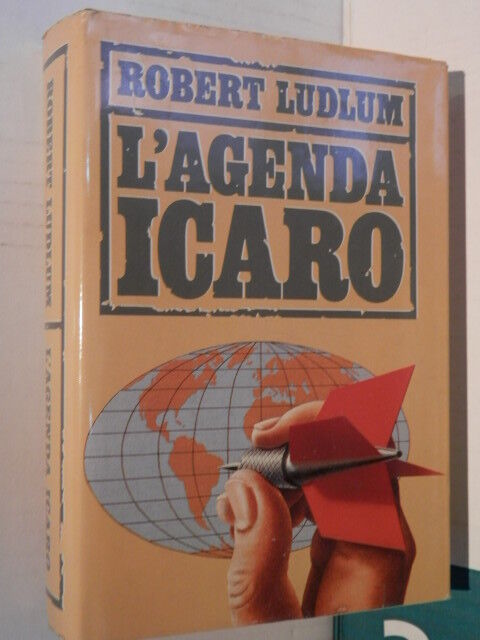 ROBERT LUDLUM
L'AGENDA
ICARO
ROBERT LUDLUM
L'AGENDA ICARO